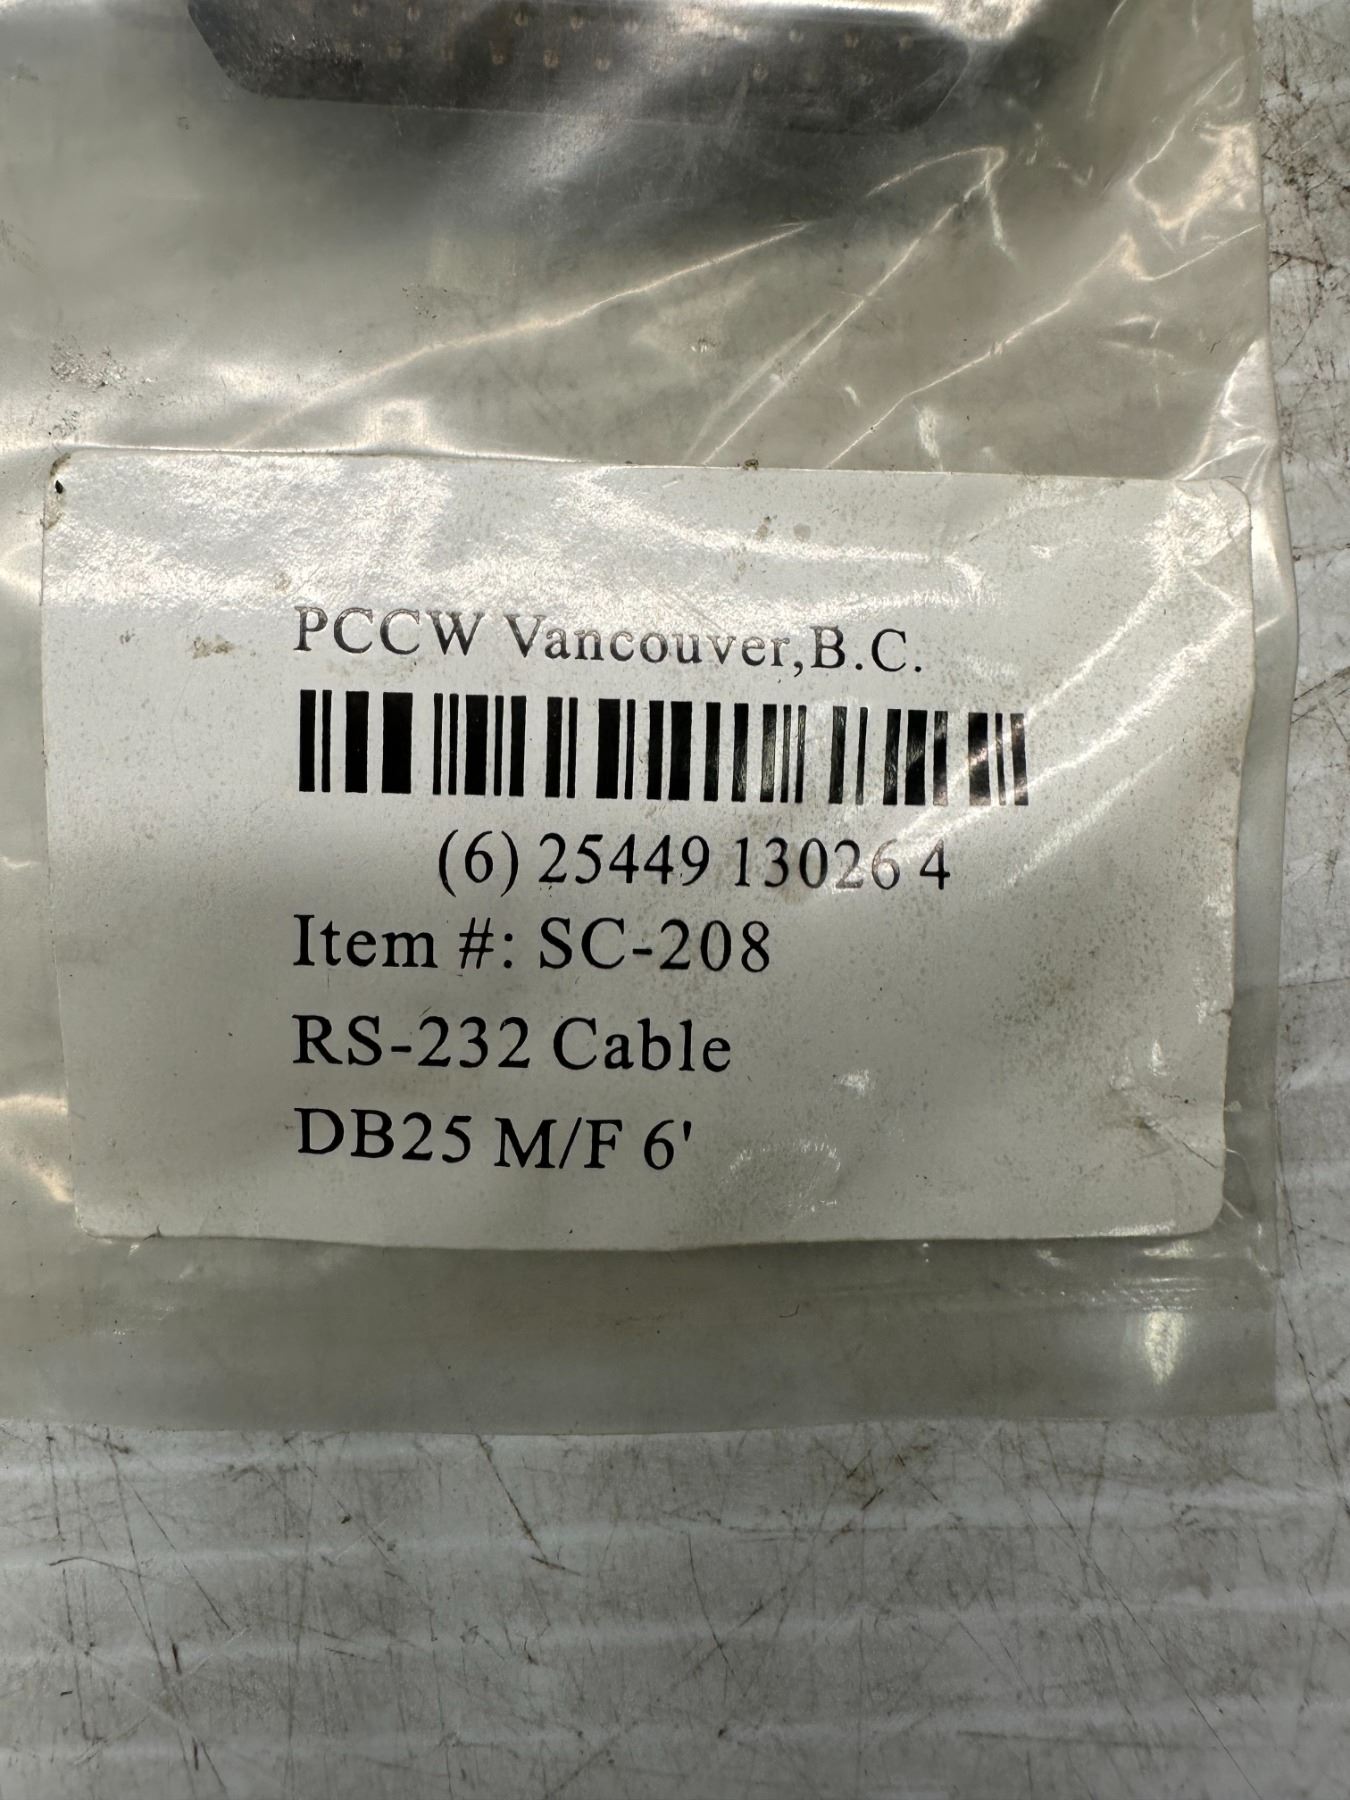 PCCW Vancouver,B.C.
(6) 25449 13026 4
Item #: SC-208
RS-232 Cable
DB25 M/F 6'